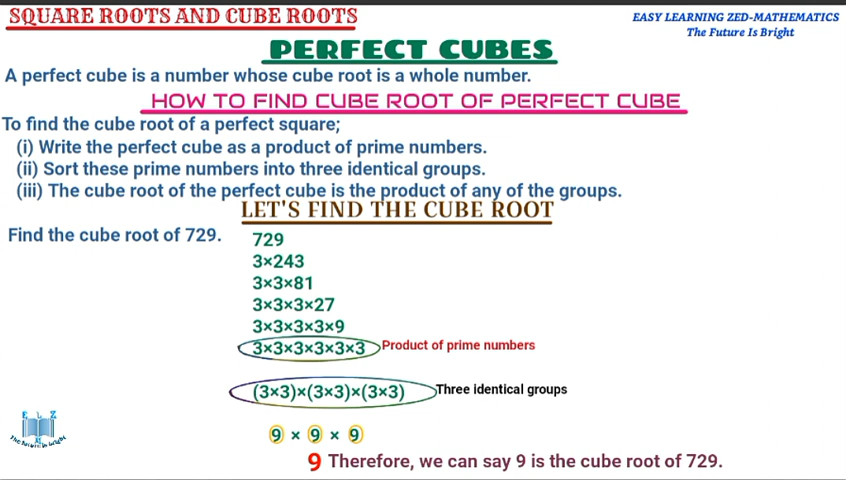 SQUARE ROOTS AND CUBE ROOTS
EASY LEARNING ZED-MATHEMATICS
The Future Is Bright
PERFECT CUBES
A perfect cube is a number whose cube root is a whole number.
HOW TO FIND CUBE ROOT OF PERFECT CUBE
To find the cube root of a perfect square;
(i) Write the perfect cube as a product of prime numbers.
(ii) Sort these prime numbers into three identical groups.
(iii) The cube root of the perfect cube is the product of any of the groups.
LET'S FIND THE CUBE ROOT
Find the cube root of 729.
729
3×243
3×3×81
3×3×3×27
3×3×3×3×9
3×3×3×3×3×3 Product of prime numbers
(3×3)×(3×3)×(3×3) Three identical groups
E L Z
The future is bright
9 × 9 × 9
9 Therefore, we can say 9 is the cube root of 729.